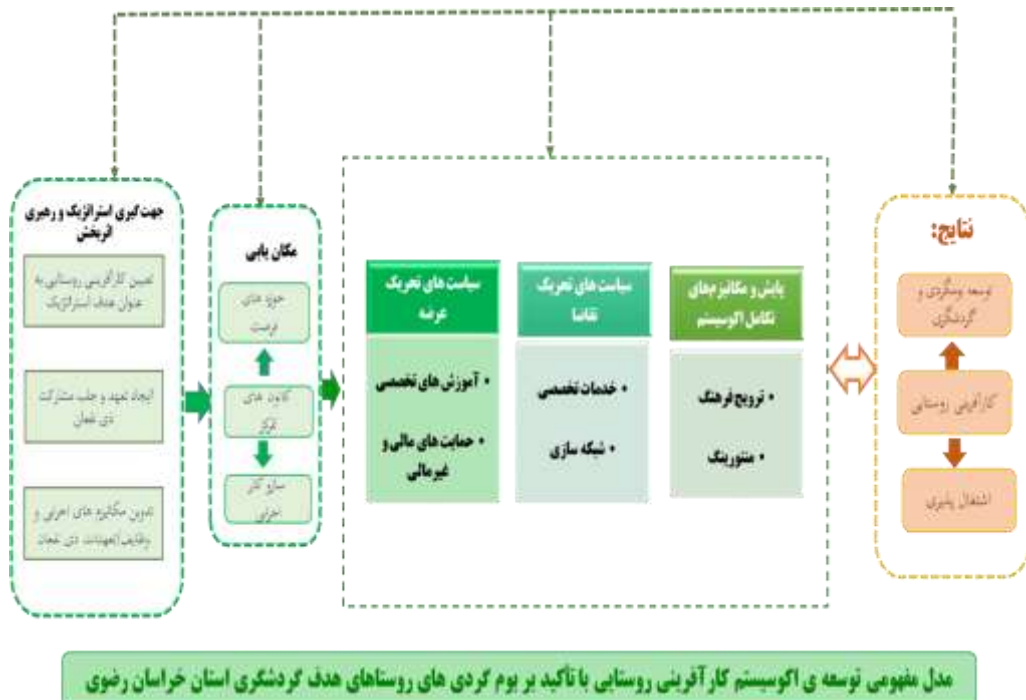 جهت‌گیری استراتژیک و رهبری
اثربخش
تعیین کارآفرینی روستایی به
عنوان هدف استراتژیک
ایجاد تعهد و جلب مشارکت
ذی نفعان
تدوین مکانیزم های اجرایی و
وظایف/تعهدات ذی نفعان
مکان یابی
حوزه های
فرصت
کانون های
تمرکز
سازو کار
اجرایی
سیاست های تحریک
عرضه
• آموزش های تخصصی
• حمایت های مالی و
غیرمالی
سیاست های تحریک
تقاضا
• خدمات تخصصی
• شبکه سازی
پایش و مکانیزم‌های
تکامل اکوسیستم
• ترویج فرهنگ
• منتورینگ
نتایج:
توسعه بومگردی و
گردشگری
کارآفرینی روستایی
اشتغال پذیری
مدل مفهومی توسعه ی اکوسیستم کارآفرینی روستایی با تأکید بر بوم گردی های روستاهای هدف گردشگری استان خراسان رضوی